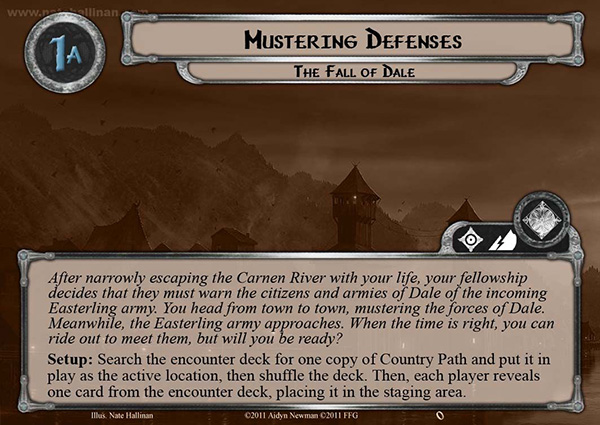 www.natehallinan.com
1A
Mustering Defenses
The Fall of Dale
After narrowly escaping the Carnen River with your life, your fellowship
decides that they must warn the citizens and armies of Dale of the incoming
Easterling army. You head from town to town, mustering the forces of Dale.
Meanwhile, the Easterling army approaches. When the time is right, you can
ride out to meet them, but will you be ready?
Setup: Search the encounter deck for one copy of Country Path and put it in
play as the active location, then shuffle the deck. Then, each player reveals
one card from the encounter deck, placing it in the staging area.
Illus. Nate Hallinan ©2011 Aidyn Newman ©2011 FFG 0